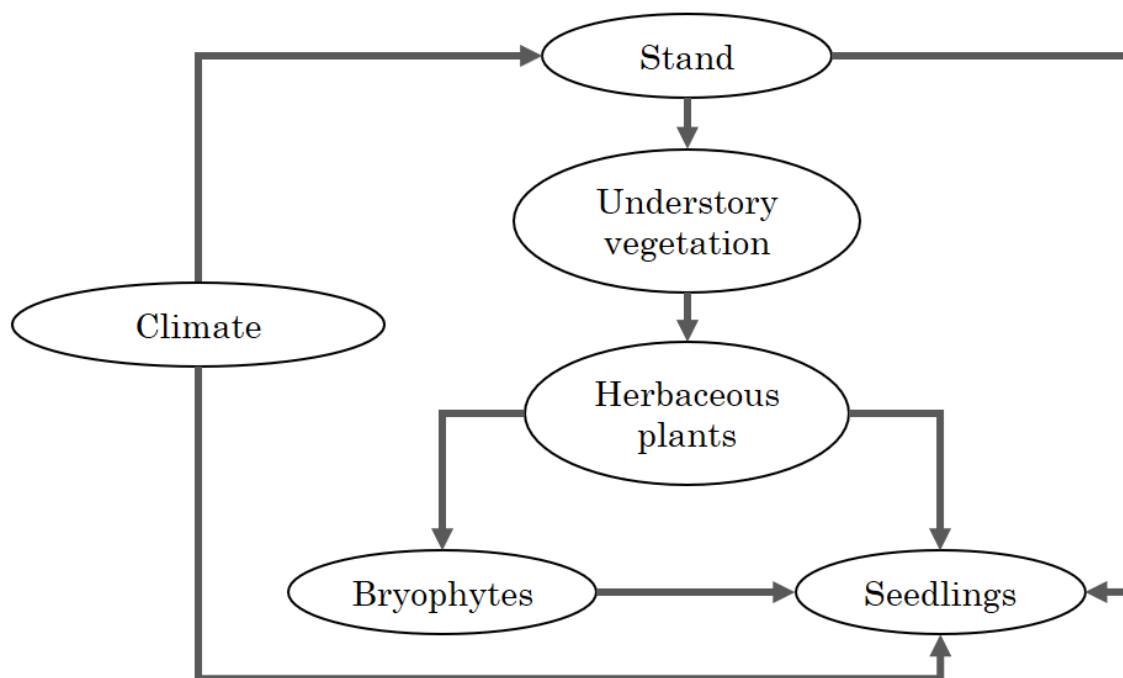 Stand
Understory
vegetation
Climate
Herbaceous
plants
Bryophytes
Seedlings